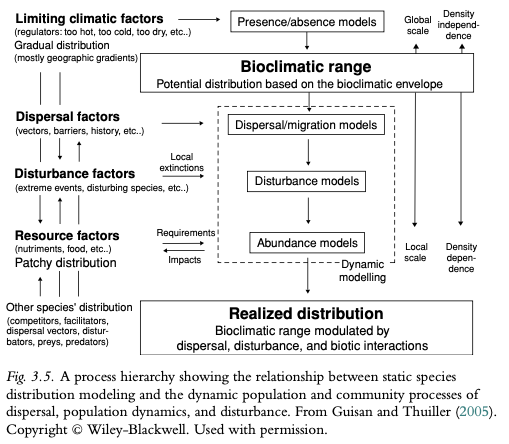 Limiting climatic factors
(regulators: too hot, too cold, too dry, etc..)
Gradual distribution
(mostly geographic gradients)
Presence/absence models
Global
scale
Density
independ-
dence
Bioclimatic range
Potential distribution based on the bioclimatic envelope
Dispersal factors
(vectors, barriers, history, etc..)
Dispersal/migration models
Local
extinctions
Disturbance factors
(extreme events, disturbing species, etc..)
Disturbance models
Resource factors
(nutriments, food, etc..)
Patchy distribution
Requirements
Impacts
Abundance models
Local
scale
Density
depen-
dence
Dynamic
modelling
Other species' distribution
(competitors, facilitators,
dispersal vectors, distur-
bators, preys, predators)
Realized distribution
Bioclimatic range modulated by
dispersal, disturbance, and biotic interactions
Fig. 3.5. A process hierarchy showing the relationship between static species
distribution modeling and the dynamic population and community processes of
dispersal, population dynamics, and disturbance. From Guisan and Thuiller (2005).
Copyright © Wiley-Blackwell. Used with permission.